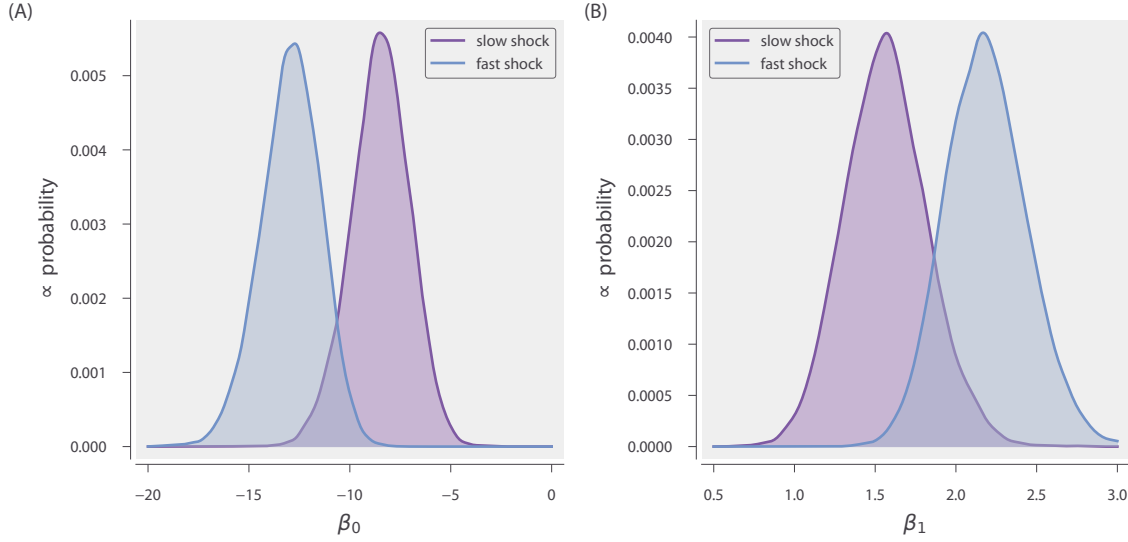 (A)
slow shock
fast shock
0.005
0.004
0.003
0.002
0.001
0.000
∝ probability
−20
−15
−10
−5
0
β0
(B)
slow shock
fast shock
0.0040
0.0035
0.0030
0.0025
0.0020
0.0015
0.0010
0.0005
0.0000
∝ probability
0.5
1.0
1.5
2.0
2.5
3.0
β1